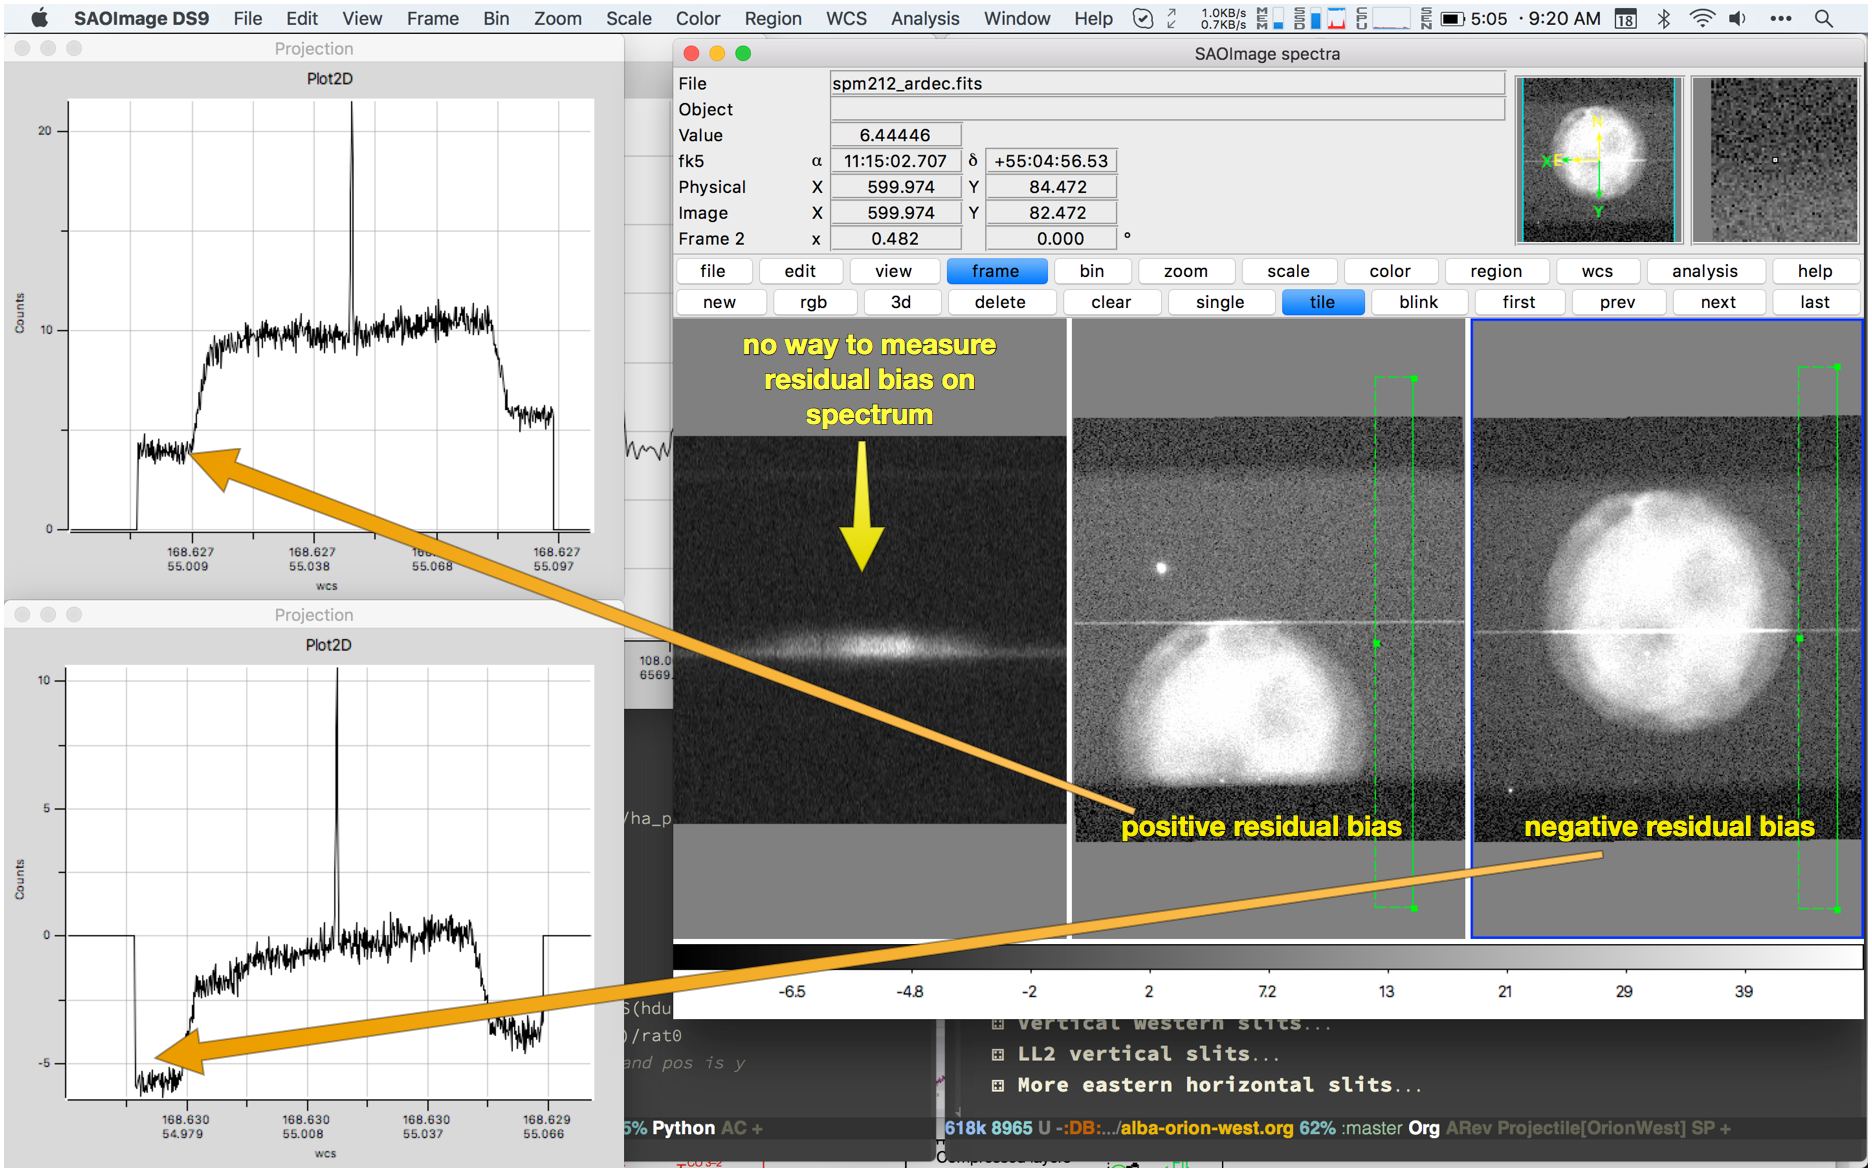 SAOImage DS9 File Edit View Frame Bin Zoom Scale Color Region WCS Analysis Window Help 1.0KB/s 0.7KB/s MEM SSD CPU SEN 5:05 · 9:20 AM 18
Projection
Plot2D
20
10
0
Counts
168.627 168.627 168.627
55.009 55.038 55.068 55.097
wcs
Projection
Plot2D
10
5
0
-5
Counts
168.630 168.630 168.630 168.629
54.979 55.008 55.037 55.066
wcs
108.0
6569.
/ha_p
S(hdu
)/rat0
and pos is y
5% Python AC +
SAOImage spectra
File spm212_ardec.fits
Object
Value 6.44446
fk5 α 11:15:02.707 δ +55:04:56.53
Physical X 599.974 Y 84.472
Image X 599.974 Y 82.472
Frame 2 x 0.482 0.000 °
N
X E
Y
file edit view frame bin zoom scale color region wcs analysis help
new rgb 3d delete clear single tile blink first prev next last
no way to measure
residual bias on
spectrum
positive residual bias
negative residual bias
-6.5 -4.8 -2 2 7.2 13 21 29 39
Vertical western slits...
LL2 vertical slits...
More eastern horizontal slits...
618k 8965 U -:DB:.../alba-orion-west.org 62% :master Org ARev Projectile[OrionWest] SP +